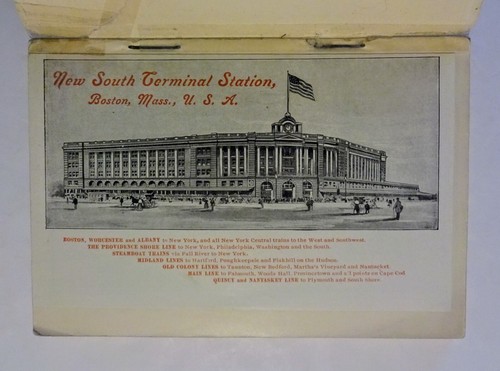 New South Terminal Station,
Boston, Mass., U. S. A.
BOSTON, WORCESTER and ALBANY to New York, and all New York Central trains to the West and Southwest.
THE PROVIDENCE SHORE LINE to New York, Philadelphia, Washington and the South.
STEAMBOAT TRAINS via Fall River to New York.
MIDLAND LINES to Hartford, Poughkeepsie and Fishkill on the Hudson.
OLD COLONY LINES to Taunton, New Bedford, Martha's Vineyard and Nantucket.
MAIN LINE to Falmouth, Woods Holl, Provincetown and all points on Cape Cod.
QUINCY and NANTASKET LINE to Plymouth and South Shore.